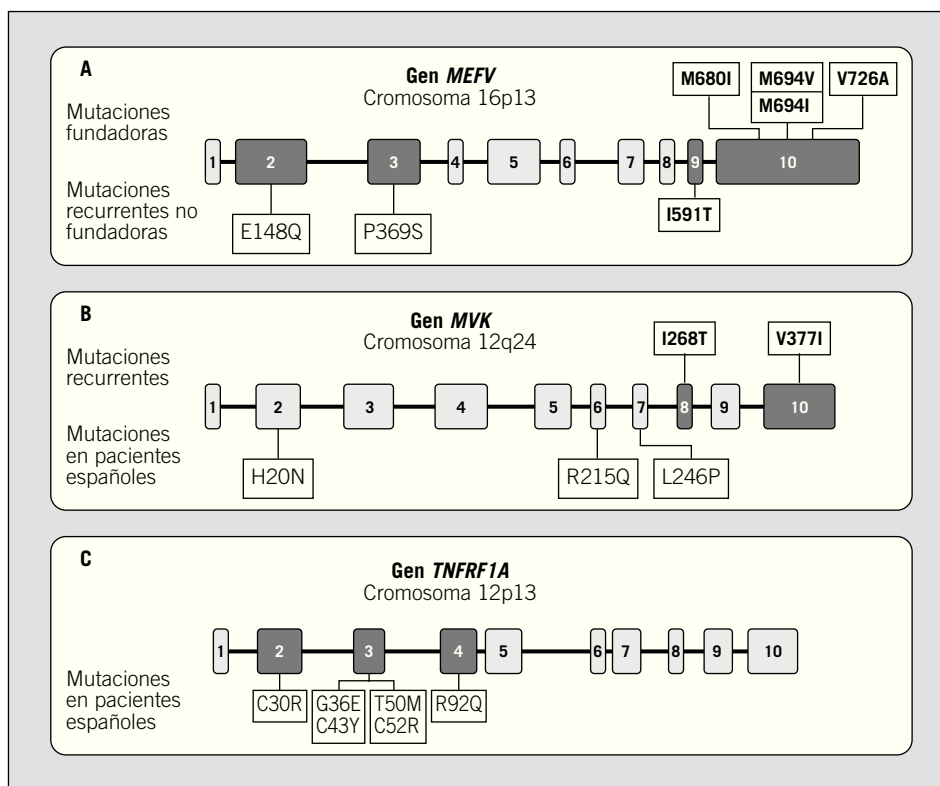 A
Gen MEFV
Cromosoma 16p13
Mutaciones
fundadoras
M680I
M694V
M694I
V726A
1 2 3 4 5 6 7 8 9 10
Mutaciones
recurrentes no
fundadoras
E148Q
P369S
I591T
B
Gen MVK
Cromosoma 12q24
Mutaciones
recurrentes
I268T
V377I
1 2 3 4 5 6 7 8 9 10
Mutaciones
en pacientes
españoles
H20N
R215Q
L246P
C
Gen TNFRF1A
Cromosoma 12p13
1 2 3 4 5 6 7 8 9 10
Mutaciones
en pacientes
españoles
C30R
G36E
C43Y
T50M
C52R
R92Q